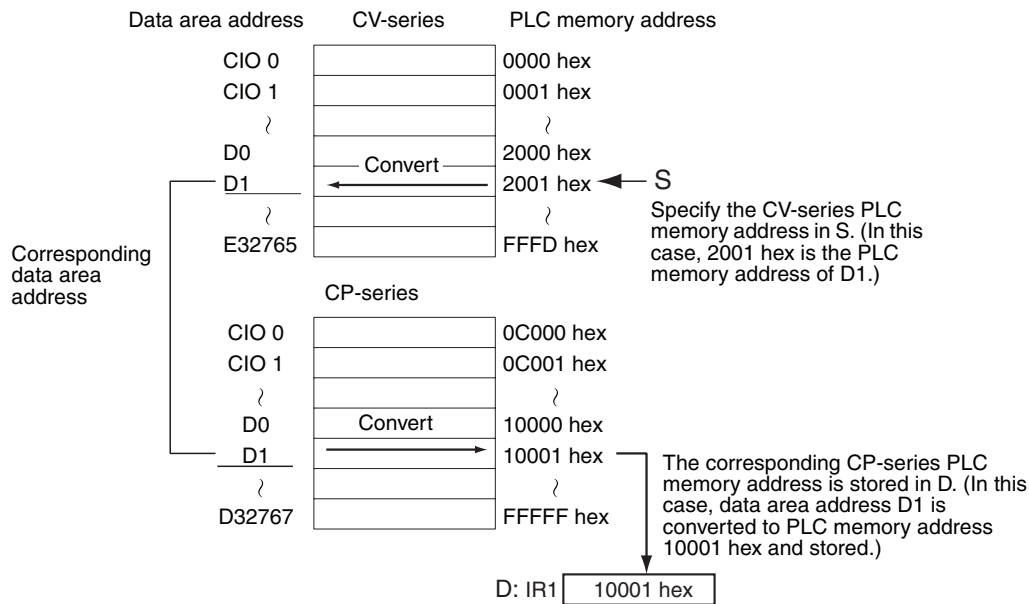 Data area address CV-series PLC memory address
CIO 0 0000 hex
CIO 1 0001 hex
~ ~
D0 2000 hex
Convert
D1 2001 hex S
~ ~
E32765 FFFD hex
Specify the CV-series PLC
memory address in S. (In this
case, 2001 hex is the PLC
memory address of D1.)
Corresponding
data area
address
CP-series
CIO 0 0C000 hex
CIO 1 0C001 hex
~ ~
D0 Convert 10000 hex
D1 10001 hex
~ ~
D32767 FFFFF hex
The corresponding CP-series PLC
memory address is stored in D. (In this
case, data area address D1 is
converted to PLC memory address
10001 hex and stored.)
D: IR1 10001 hex